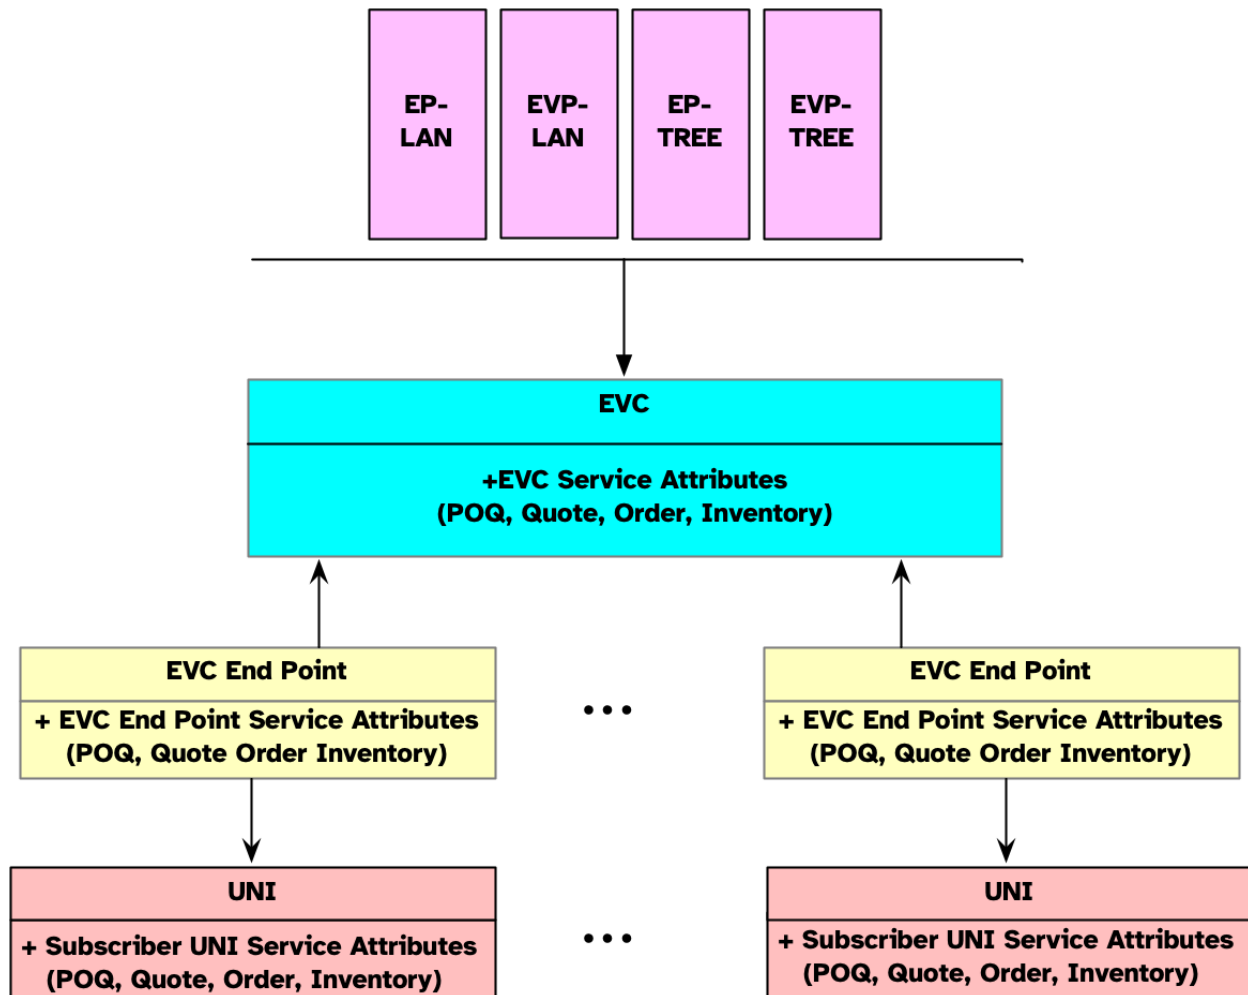 EP-
LAN
EVP-
LAN
EP-
TREE
EVP-
TREE
EVC
+EVC Service Attributes
(POQ, Quote, Order, Inventory)
EVC End Point
+ EVC End Point Service Attributes
(POQ, Quote Order Inventory)
...
EVC End Point
+ EVC End Point Service Attributes
(POQ, Quote Order Inventory)
UNI
+ Subscriber UNI Service Attributes
(POQ, Quote, Order, Inventory)
...
UNI
+ Subscriber UNI Service Attributes
(POQ, Quote, Order, Inventory)